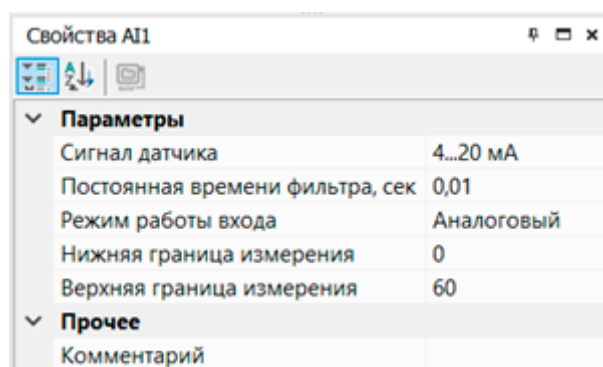 Свойства AI1
Параметры
Сигнал датчика 4...20 мА
Постоянная времени фильтра, сек 0,01
Режим работы входа Аналоговый
Нижняя граница измерения 0
Верхняя граница измерения 60
Прочее
Комментарий